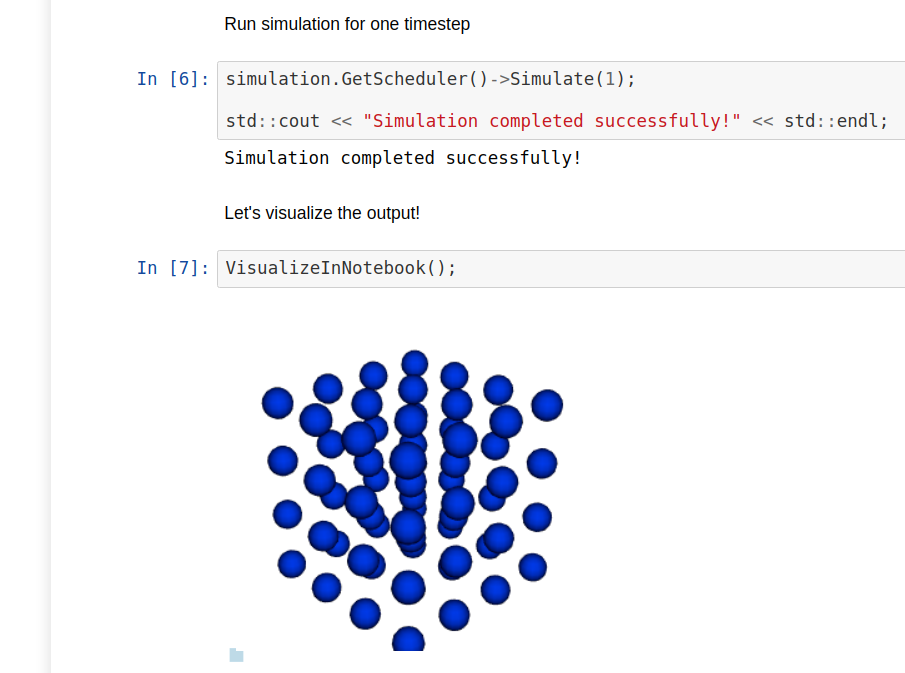 Run simulation for one timestep
In [6]: simulation.GetScheduler()->Simulate(1);
std::cout << "Simulation completed successfully!" << std::endl;
Simulation completed successfully!
Let's visualize the output!
In [7]: VisualizeInNotebook();